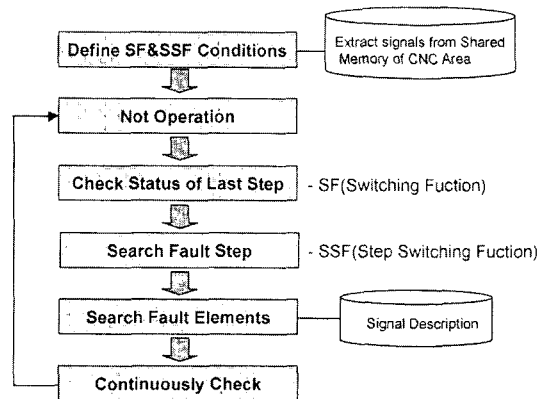 Define SF&SSF Conditions
Extract signals from Shared
Memory of CNC Area
Not Operation
Check Status of Last Step
- SF(Switching Fuction)
Search Fault Step
- SSF(Step Switching Fuction)
Search Fault Elements
Signal Description
Continuously Check